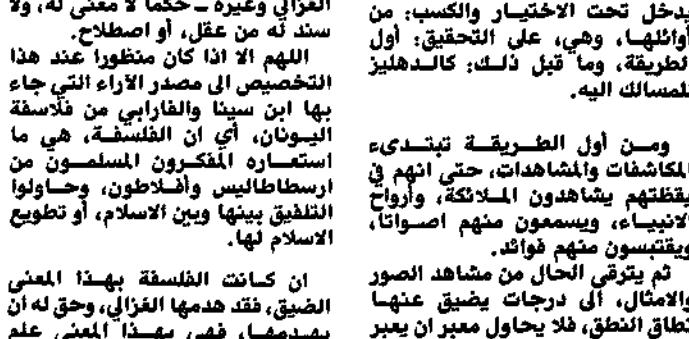 يدخل تحت الاختيار والكسب: من
أوائلها، وهي، على التحقيق: أول
الطريقة، وما قبل ذلك: كالدهليز
للمسالك اليه.
ومن أول الطريقة تبتدىء
المكاشفات والمشاهدات، حتى انهم في
يقظتهم يشاهدون الملائكة، وأرواح
الانبياء، ويسمعون منهم اصواتا،
ويقتبسون منهم فوائد.
ثم يترقى الحال من مشاهد الصور
والامثال، الى درجات يضيق عنها
نطاق النطق، فلا يحاول معبر ان يعبر
الغزالي وغيره ـ حكما لا معنى له، ولا
سند له من عقل، أو اصطلاح.
اللهم الا اذا كان منظورا عند هذا
التخصيص الى مصدر الآراء التي جاء
بها ابن سينا والفارابي من فلاسفة
اليونان، أي ان الفلسفة، هي ما
استعاره المفكرون المسلمون من
ارسطاطاليس وأفلاطون، وحاولوا
التلفيق بينها وبين الاسلام، أو تطويع
الاسلام لها.
ان كانت الفلسفة بهذا المعنى
الضيق، فقد هدمها الغزالي، وحق له أن
يهدمها، فهي بهذا المعنى علم